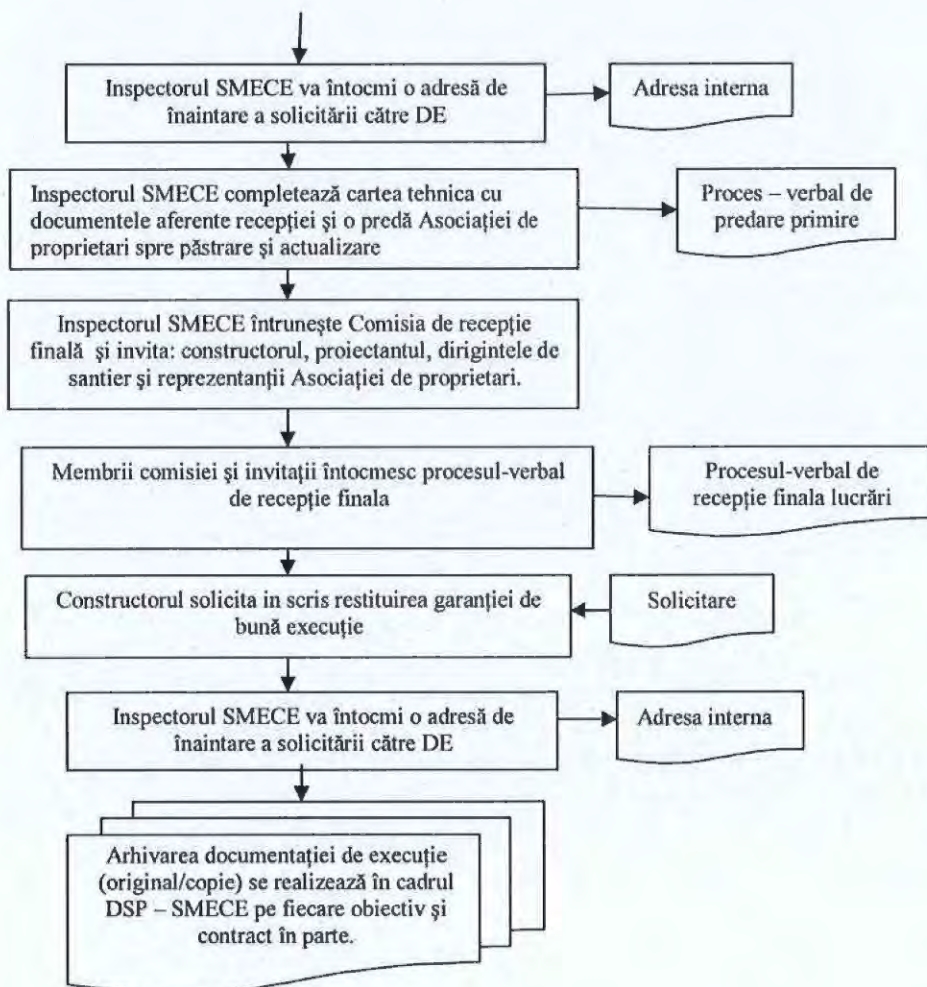 Inspectorul SMECE va întocmi o adresă de
înaintare a solicitării către DE
Adresa interna
Inspectorul SMECE completează cartea tehnica cu
documentele aferente recepţiei şi o predă Asociaţiei de
proprietari spre păstrare şi actualizare
Proces – verbal de
predare primire
Inspectorul SMECE întruneşte Comisia de recepţie
finală şi invita: constructorul, proiectantul, dirigintele de
santier şi reprezentanţii Asociaţiei de proprietari.
Membrii comisiei şi invitaţii întocmesc procesul-verbal
de recepţie finala
Procesul-verbal de
recepţie finala lucrări
Constructorul solicita in scris restituirea garanţiei de
bună execuţie
Solicitare
Inspectorul SMECE va întocmi o adresă de
înaintare a solicitării către DE
Adresa interna
Arhivarea documentaţiei de execuţie
(original/copie) se realizează în cadrul
DSP – SMECE pe fiecare obiectiv şi
contract în parte.